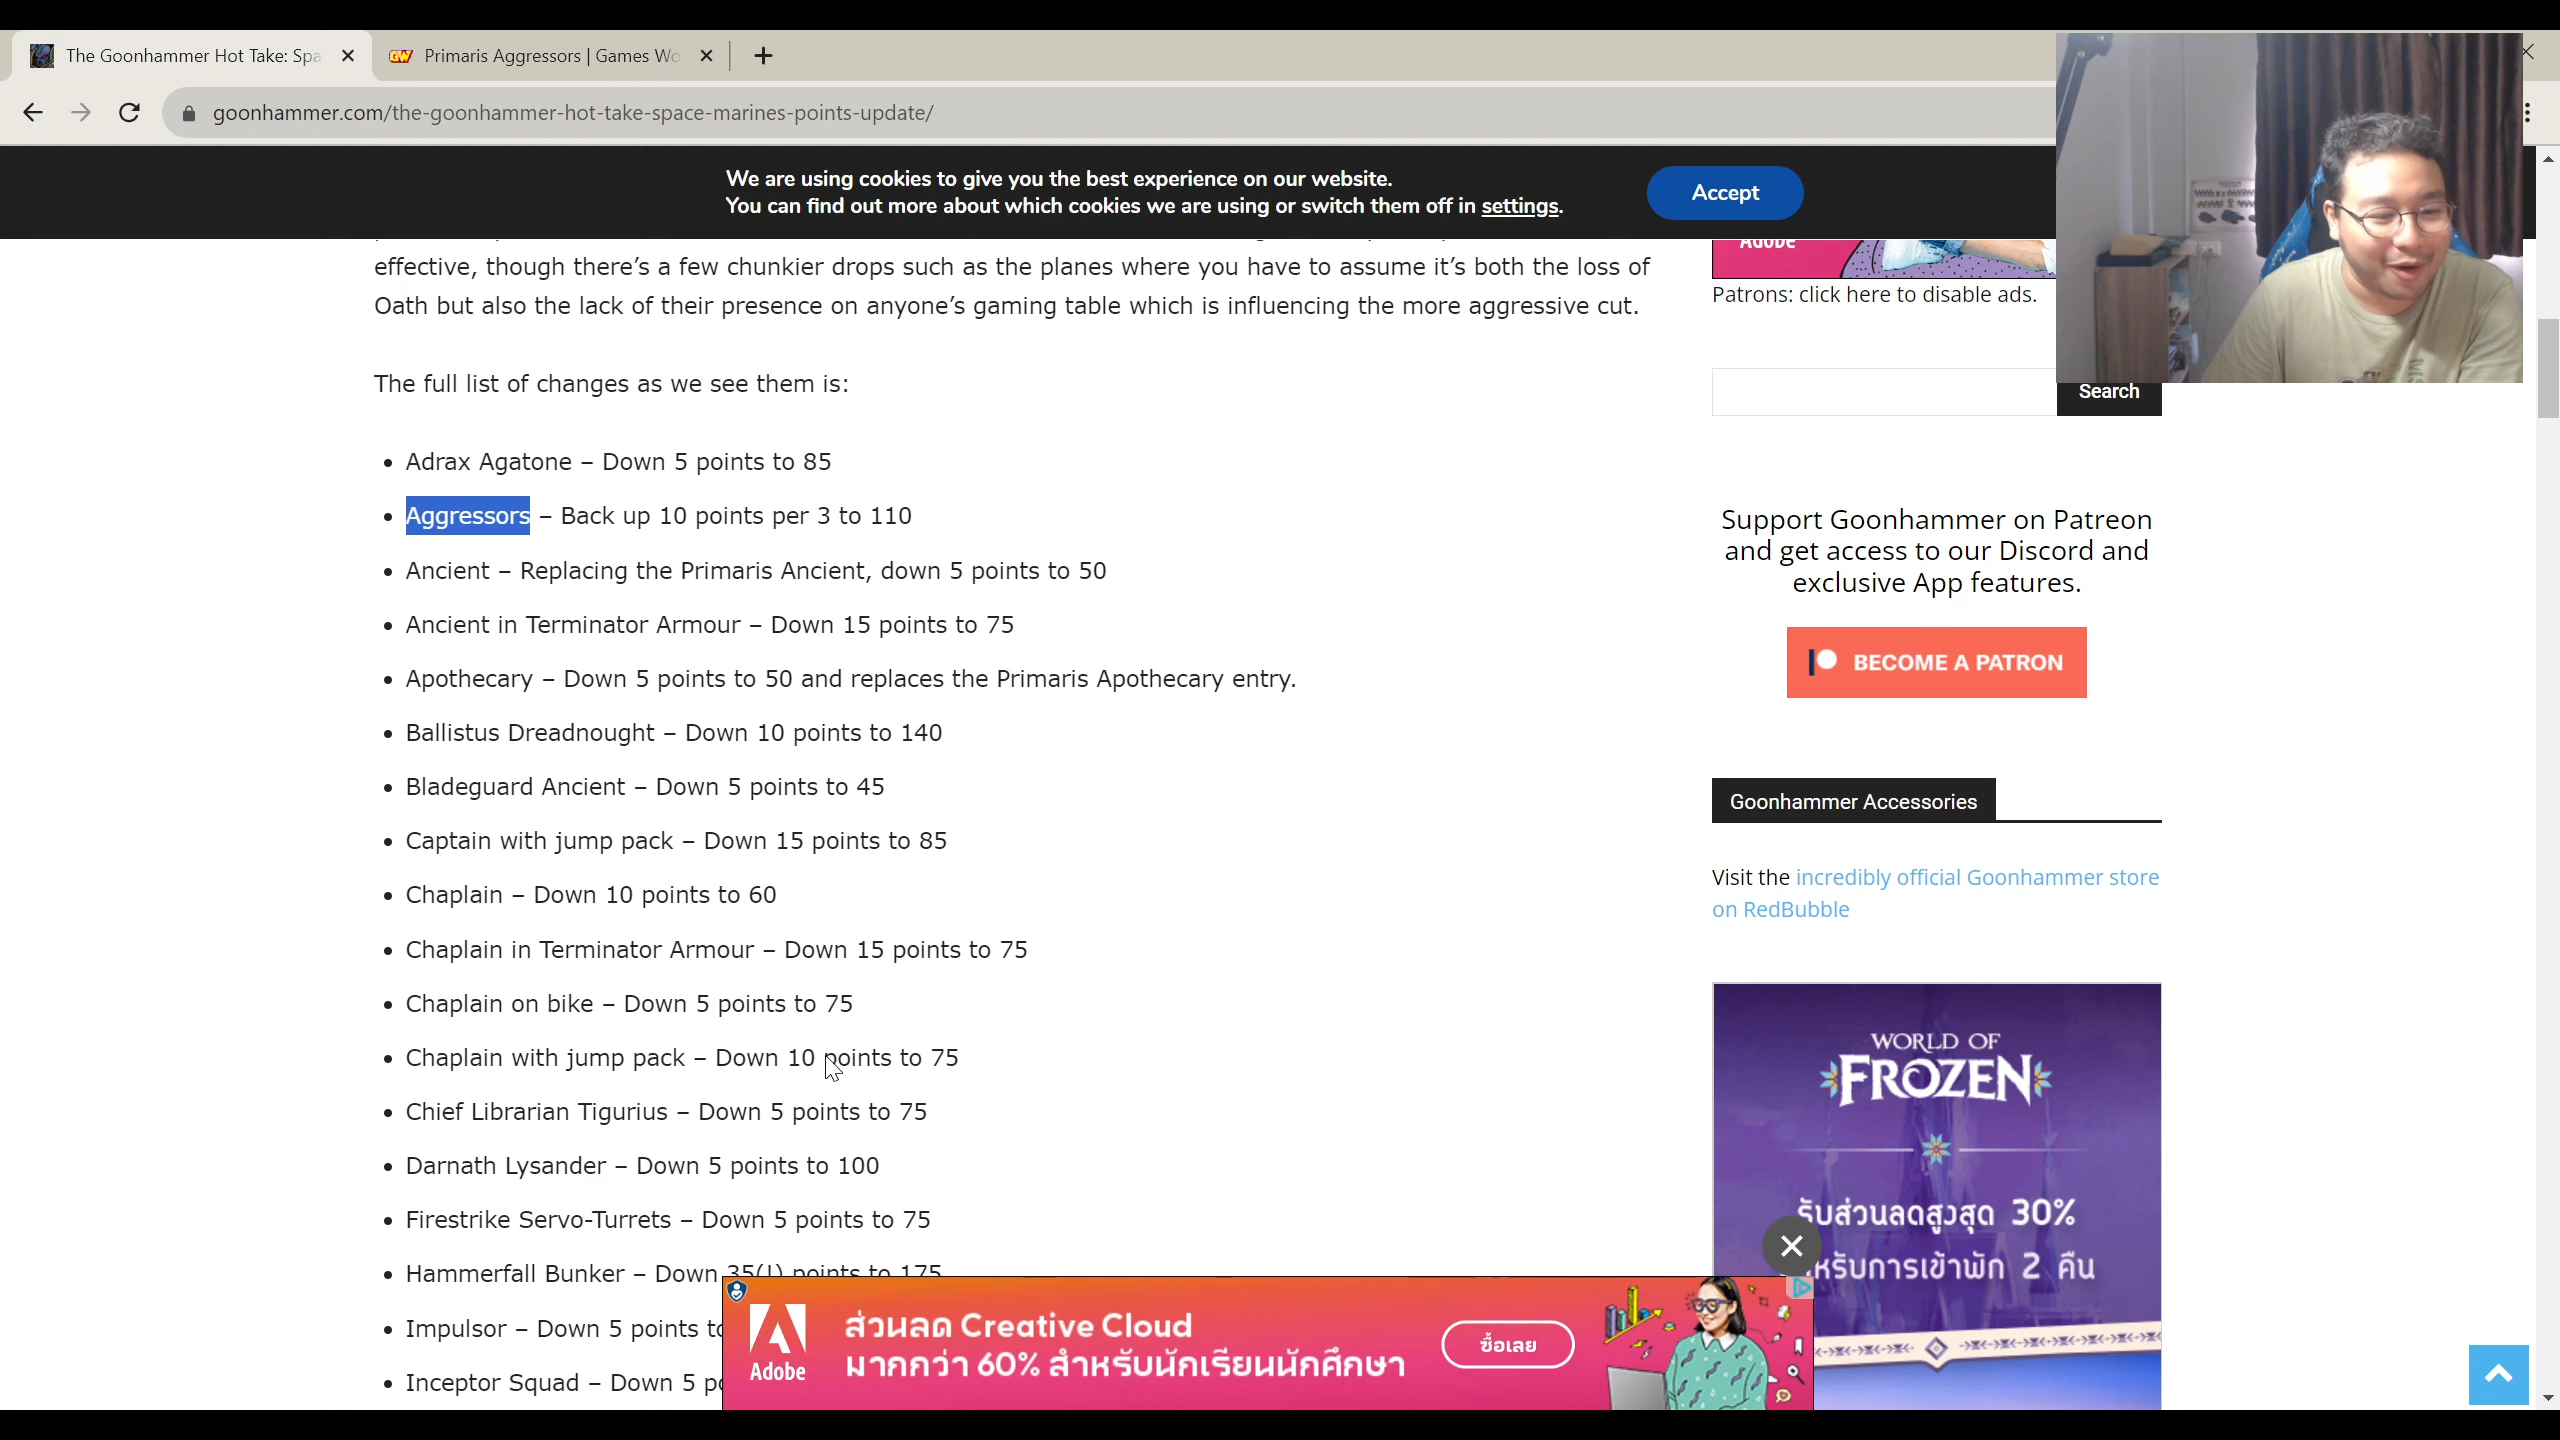 The Goonhammer Hot Take: Spa
Primaris Aggressors | Games Wo
goonhammer.com/the-goonhammer-hot-take-space-marines-points-update/
We are using cookies to give you the best experience on our website.
You can find out more about which cookies we are using or switch them off in settings.
Accept
effective, though there's a few chunkier drops such as the planes where you have to assume it's both the loss of
Oath but also the lack of their presence on anyone's gaming table which is influencing the more aggressive cut.
The full list of changes as we see them is:
• Adrax Agatone – Down 5 points to 85
• Aggressors – Back up 10 points per 3 to 110
• Ancient – Replacing the Primaris Ancient, down 5 points to 50
• Ancient in Terminator Armour – Down 15 points to 75
• Apothecary – Down 5 points to 50 and replaces the Primaris Apothecary entry.
• Ballistus Dreadnought – Down 10 points to 140
• Bladeguard Ancient – Down 5 points to 45
• Captain with jump pack – Down 15 points to 85
• Chaplain – Down 10 points to 60
• Chaplain in Terminator Armour – Down 15 points to 75
• Chaplain on bike – Down 5 points to 75
• Chaplain with jump pack – Down 10 points to 75
• Chief Librarian Tigurius – Down 5 points to 75
• Darnath Lysander – Down 5 points to 100
• Firestrike Servo-Turrets – Down 5 points to 75
• Hammerfall Bunker – Down 35(!) points to 175
• Impulsor – Down 5 points to
• Inceptor Squad – Down 5 po
Adobe
Patrons: click here to disable ads.
Search
Support Goonhammer on Patreon
and get access to our Discord and
exclusive App features.
BECOME A PATRON
Goonhammer Accessories
Visit the incredibly official Goonhammer store
on RedBubble
WORLD OF
FROZEN
รับส่วนลดสูงสุด 30%
หรับการเข้าพัก 2 คืน
Adobe
ส่วนลด Creative Cloud
มากกว่า 60% สำหรับนักเรียนนักศึกษา
ซื้อเลย